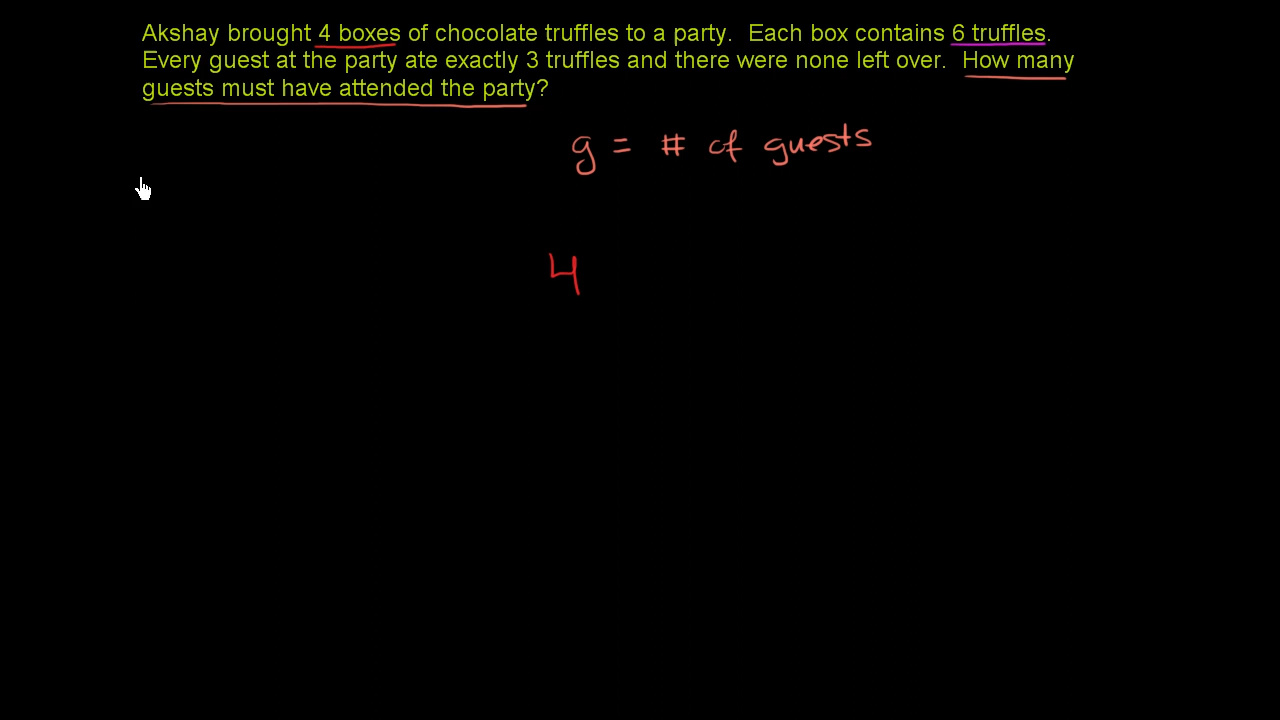 Akshay brought 4 boxes of chocolate truffles to a party.  Each box contains 6 truffles.
Every guest at the party ate exactly 3 truffles and there were none left over.  How many
guests must have attended the party?
g = # of guests
4